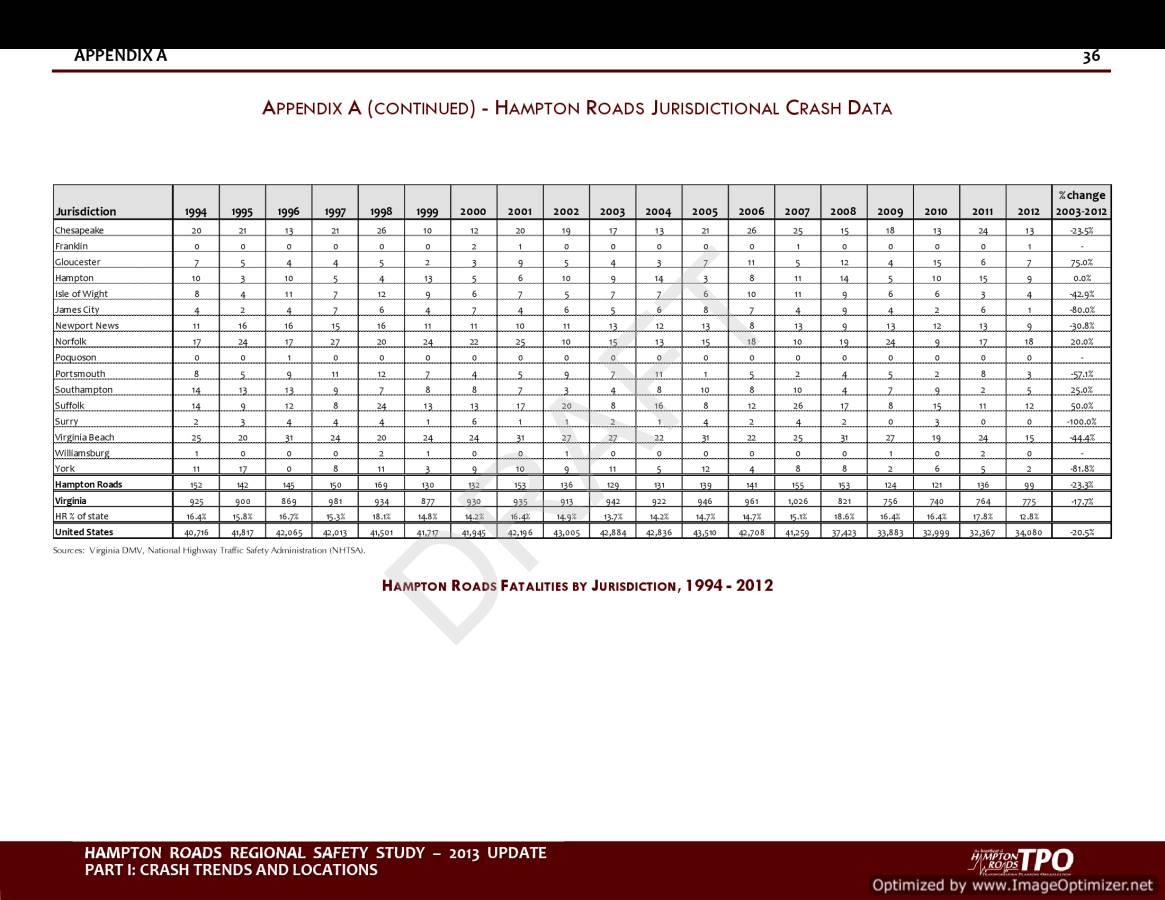 APPENDIX A 36
APPENDIX A (CONTINUED) - HAMPTON ROADS JURISDICTIONAL CRASH DATA
% change
Jurisdiction 1994 1995 1996 1997 1998 1999 2000 2001 2002 2003 2004 2005 2006 2007 2008 2009 2010 2011 2012 2003-2012
Chesapeake 20 21 13 21 26 10 12 20 19 17 13 21 26 25 15 18 13 24 13 -23.5%
Franklin 0 0 0 0 0 0 2 1 0 0 0 0 0 1 0 0 0 0 1 -
Gloucester 7 5 4 4 5 2 3 9 5 4 3 7 11 5 12 4 15 6 7 75.0%
Hampton 10 3 10 5 4 13 5 6 10 9 14 3 8 11 14 5 10 15 9 0.0%
Isle of Wight 8 4 11 7 12 9 6 7 5 7 7 6 10 11 9 6 6 3 4 -42.9%
James City 4 2 4 7 6 4 7 4 6 5 6 8 7 4 9 4 2 6 1 -80.0%
Newport News 11 16 16 15 16 11 11 10 11 13 12 13 8 13 9 13 12 13 9 -30.8%
Norfolk 17 24 17 27 20 24 22 25 10 15 13 15 18 10 19 24 9 17 18 20.0%
Poquoson 0 0 1 0 0 0 0 0 0 0 0 0 0 0 0 0 0 0 0 -
Portsmouth 8 5 9 11 12 7 4 5 9 7 11 1 5 2 4 5 2 8 3 -57.1%
Southampton 14 13 13 9 7 8 8 7 3 4 8 10 8 10 4 7 9 2 5 25.0%
Suffolk 14 9 12 8 24 13 13 17 20 8 16 8 12 26 17 8 15 11 12 50.0%
Surry 2 3 4 4 4 1 6 1 1 2 1 4 2 4 2 0 3 0 0 -100.0%
Virginia Beach 25 20 31 24 20 24 24 31 27 27 22 31 22 25 31 27 19 24 15 -44.4%
Williamsburg 1 0 0 0 2 1 0 0 1 0 0 0 0 0 0 1 0 2 0 -
York 11 17 0 8 11 3 9 10 9 11 5 12 4 8 8 2 6 5 2 -81.8%
Hampton Roads 152 142 145 150 169 130 132 153 136 129 131 139 141 155 153 124 121 136 99 -23.3%
Virginia 925 900 869 981 934 877 930 935 913 942 922 946 961 1,026 821 756 740 764 775 -17.7%
HR % of state 16.4% 15.8% 16.7% 15.3% 18.1% 14.8% 14.2% 16.4% 14.9% 13.7% 14.2% 14.7% 14.7% 15.1% 18.6% 16.4% 16.4% 17.8% 12.8%
United States 40,716 41,817 42,065 42,013 41,501 41,717 41,945 42,196 43,005 42,884 42,836 43,510 42,708 41,259 37,423 33,883 32,999 32,367 34,080 -20.5%
Sources: Virginia DMV, National Highway Traffic Safety Administration (NHTSA).
HAMPTON ROADS FATALITIES BY JURISDICTION, 1994 - 2012
DRAFT
HAMPTON ROADS REGIONAL SAFETY STUDY – 2013 UPDATE
PART I: CRASH TRENDS AND LOCATIONS
HAMPTON ROADS TPO
Optimized by www.ImageOptimizer.net